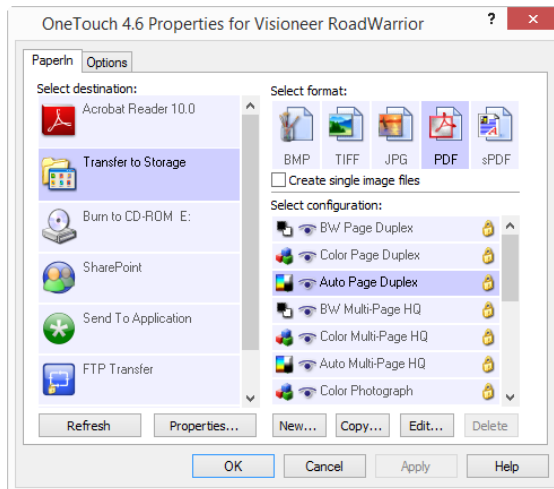 OneTouch 4.6 Properties for Visioneer RoadWarrior
?
x
PaperIn
Options
Select destination:
Acrobat Reader 10.0
Transfer to Storage
Burn to CD-ROM E:
SharePoint
Send To Application
FTP Transfer
Refresh
Properties...
Select format:
BMP
TIFF
JPG
PDF
sPDF
Create single image files
Select configuration:
BW Page Duplex
Color Page Duplex
Auto Page Duplex
BW Multi-Page HQ
Color Multi-Page HQ
Auto Multi-Page HQ
Color Photograph
New...
Copy...
Edit...
Delete
OK
Cancel
Apply
Help